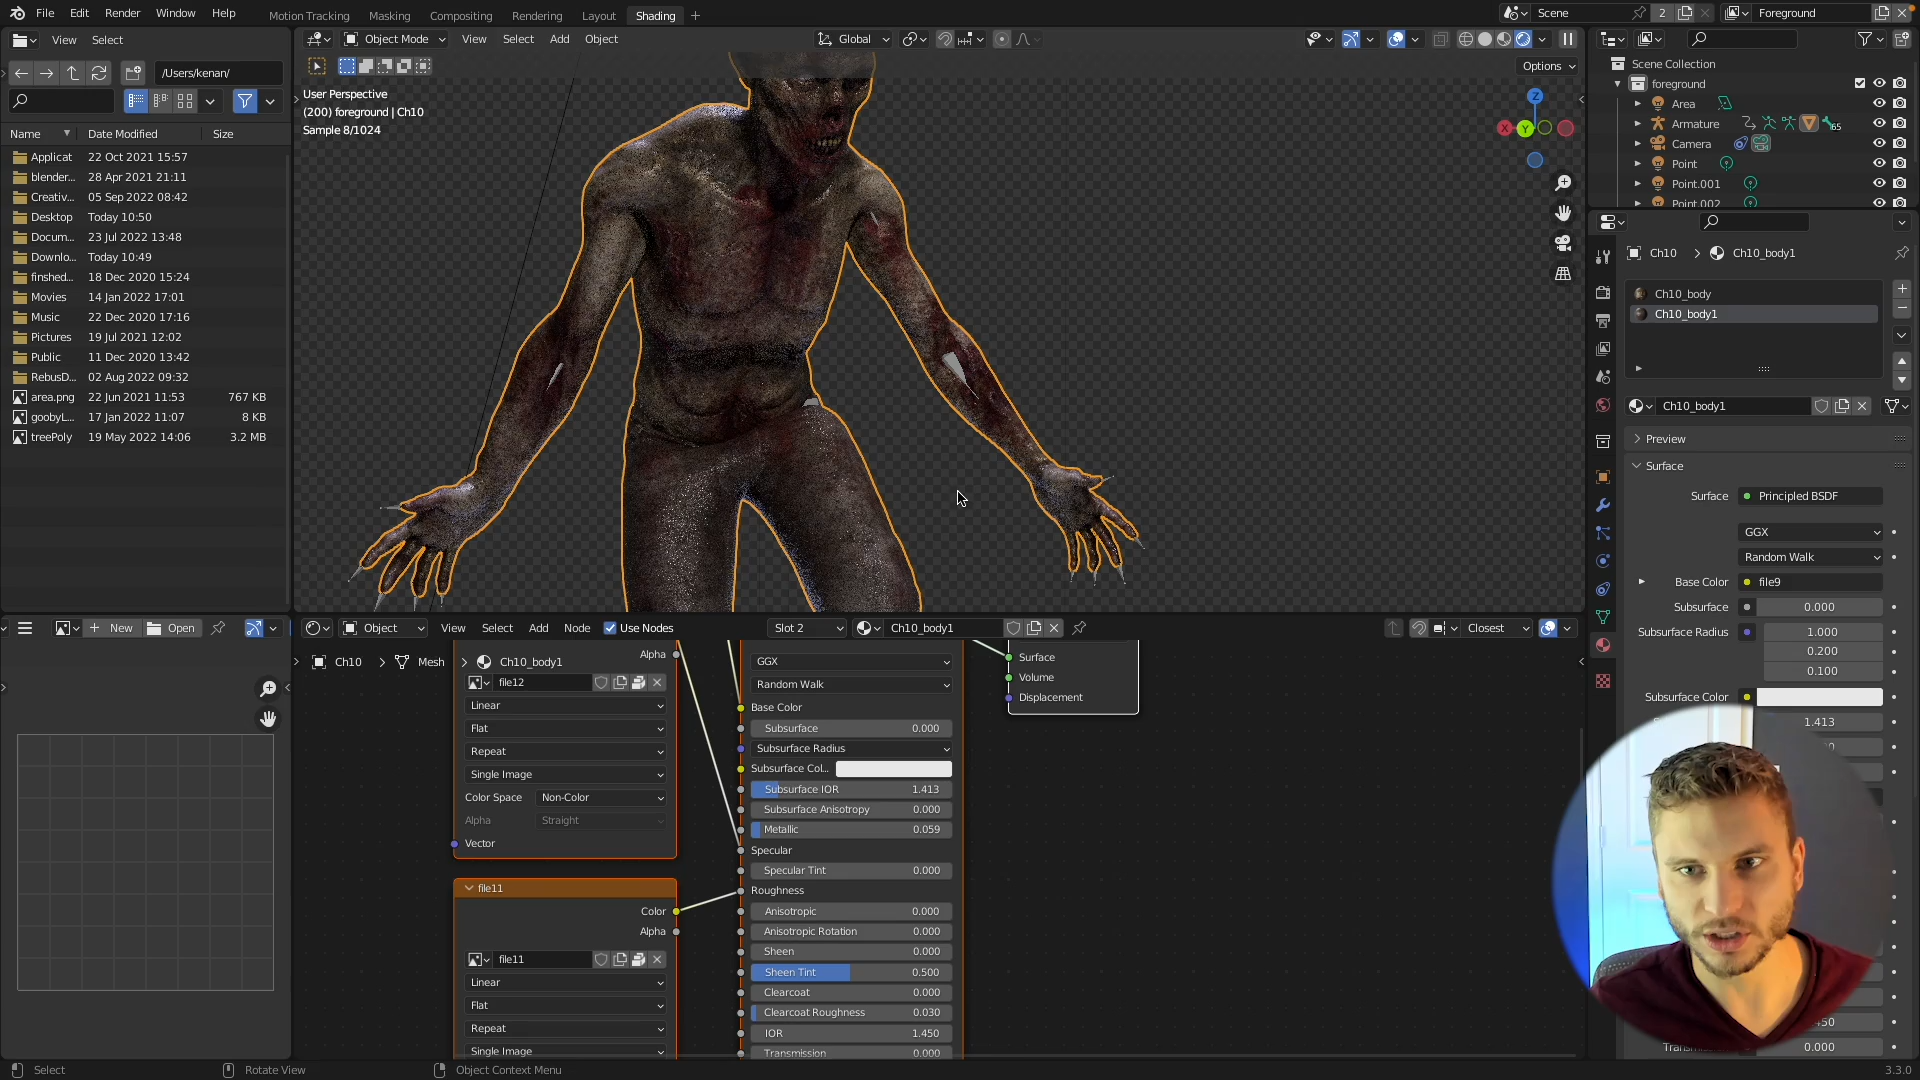 File Edit Render Window Help
Motion Tracking Masking Compositing Rendering Layout Shading
Scene 2 Foreground
View Select
Object Mode View Select Add Object Global
/Users/kenan/
Options
Name Date Modified Size
Applicat 22 Oct 2021 15:57
blender... 28 Apr 2021 21:11
Creativ... 05 Sep 2022 08:42
Desktop Today 10:50
Docum... 23 Jul 2022 13:48
Downlo... Today 10:49
finshed... 18 Dec 2020 15:24
Movies 14 Jan 2022 17:01
Music 22 Dec 2020 17:16
Pictures 19 Jul 2021 12:02
Public 11 Dec 2020 13:42
RebusD... 02 Aug 2022 09:32
area.png 22 Jun 2021 11:53 767 KB
goobyL... 17 Jan 2022 11:07 8 KB
treePoly 19 May 2022 14:06 3.2 MB
User Perspective
(200) foreground | Ch10
Sample 8/1024
Z
X Y
Scene Collection
foreground
Area
Armature 65
Camera
Point
Point.001
Point.002
Ch10 > Ch10_body1
Ch10_body
Ch10_body1
Ch10_body1
Preview
Surface
Surface Principled BSDF
GGX
Random Walk
Base Color file9
Subsurface 0.000
Subsurface Radius 1.000
0.200
0.100
Subsurface Color
1.413
New Open
Object View Select Add Node Use Nodes Slot 2 Ch10_body1 Closest
Ch10 > Mesh > Ch10_body1
Alpha
file12
Linear
Flat
Repeat
Single Image
Color Space Non-Color
Alpha Straight
Vector
file11
Color
Alpha
file11
Linear
Flat
Repeat
Single Image
GGX
Random Walk
Base Color
Subsurface 0.000
Subsurface Radius
Subsurface Col...
Subsurface IOR 1.413
Subsurface Anisotropy 0.000
Metallic 0.059
Specular
Specular Tint 0.000
Roughness
Anisotropic 0.000
Anisotropic Rotation 0.000
Sheen 0.000
Sheen Tint 0.500
Clearcoat 0.000
Clearcoat Roughness 0.030
IOR 1.450
Transmission 0.000
Surface
Volume
Displacement
0.000
Select Rotate View Object Context Menu 3.3.0